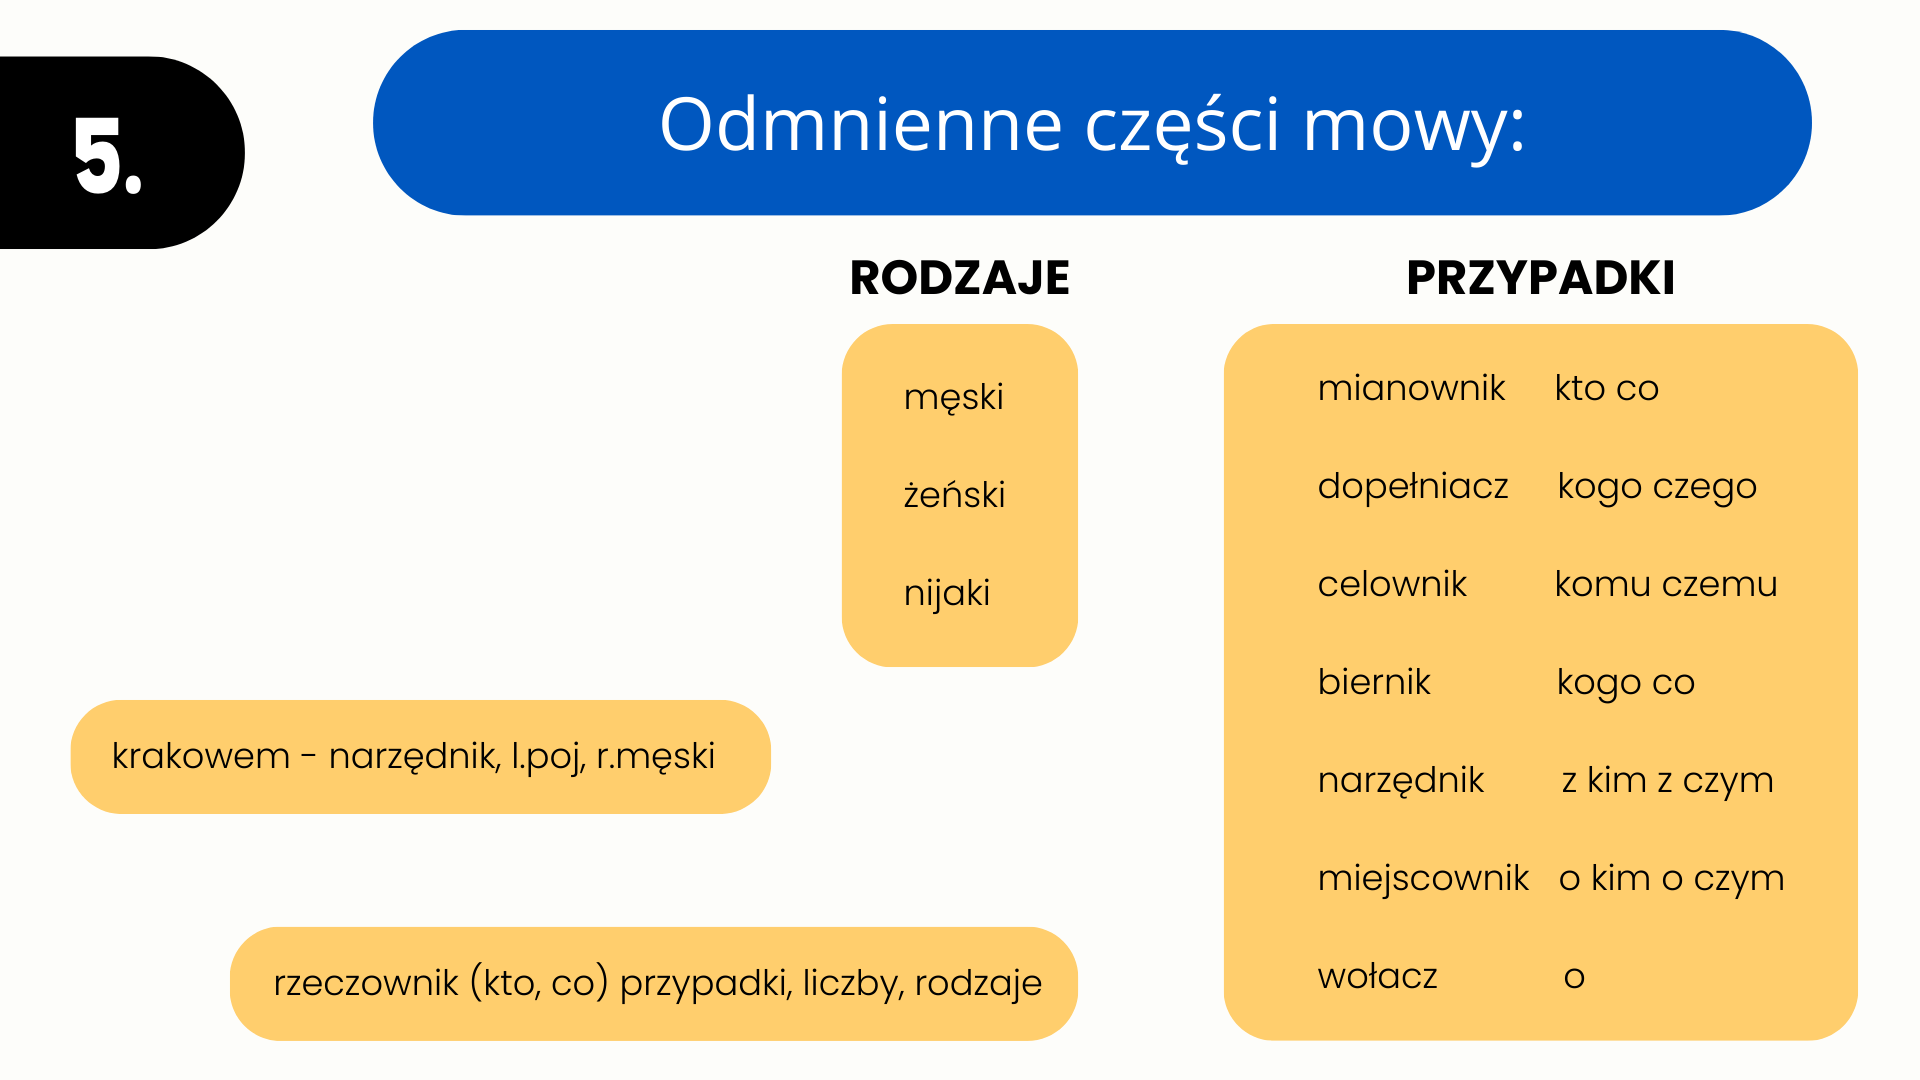 5.
Odmnienne części mowy:
RODZAJE
męski
żeński
nijaki
PRZYPADKI
mianownik kto co
dopełniacz kogo czego
celownik komu czemu
biernik kogo co
narzędnik z kim z czym
miejscownik o kim o czym
wołacz o
krakowem - narzędnik, l.poj, r.męski
rzeczownik (kto, co) przypadki, liczby, rodzaje